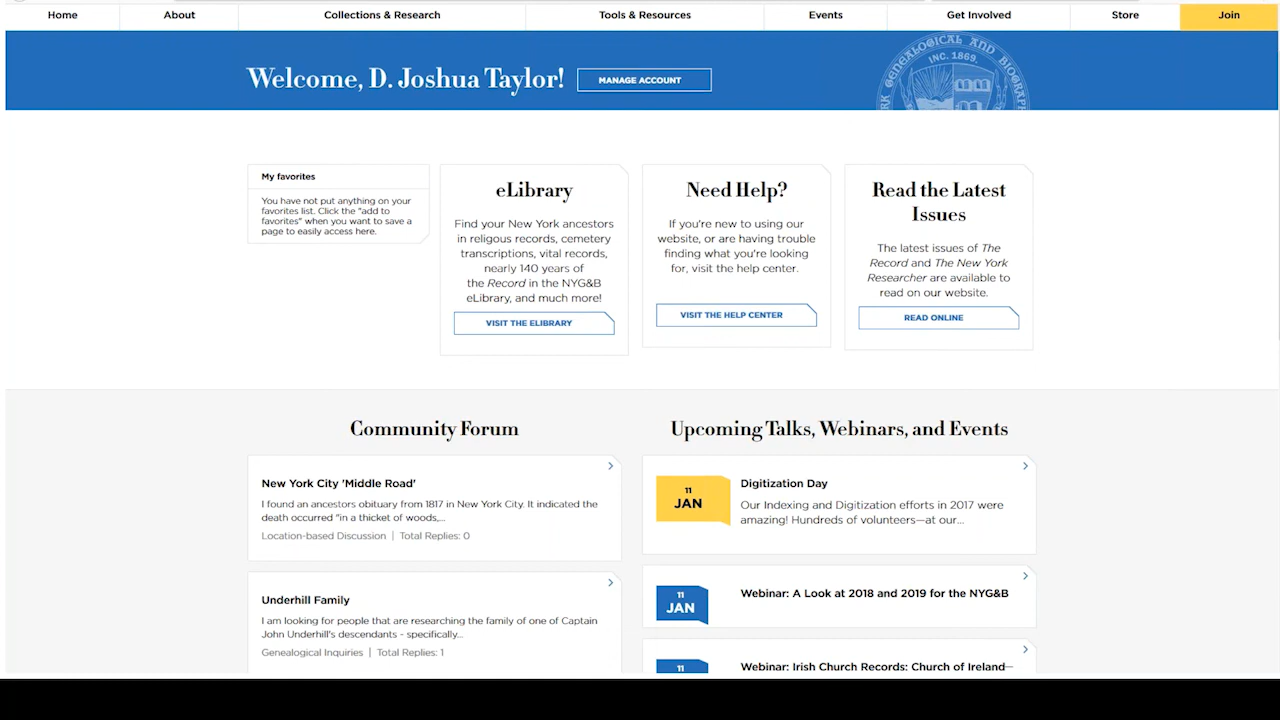 Home
About
Collections & Research
Tools & Resources
Events
Get Involved
Store
Join
Welcome, D. Joshua Taylor!
MANAGE ACCOUNT
RK GENEALOGICAL AND BIOGRAPH
INC. 1869.
My favorites
You have not put anything on your
favorites list. Click the "add to
favorites" when you want to save a
page to easily access here.
eLibrary
Find your New York ancestors
in religous records, cemetery
transcriptions, vital records,
nearly 140 years of
the Record in the NYG&B
eLibrary, and much more!
VISIT THE ELIBRARY
Need Help?
If you're new to using our
website, or are having trouble
finding what you're looking
for, visit the help center.
VISIT THE HELP CENTER
Read the Latest
Issues
The latest issues of The
Record and The New York
Researcher are available to
read on our website.
READ ONLINE
Community Forum
New York City 'Middle Road'
I found an ancestors obituary from 1817 in New York City. It indicated the
death occurred "in a thicket of woods,...
Location-based Discussion | Total Replies: 0
Underhill Family
I am looking for people that are researching the family of one of Captain
John Underhill's descendants - specifically...
Genealogical Inquiries | Total Replies: 1
Upcoming Talks, Webinars, and Events
11
JAN
Digitization Day
Our Indexing and Digitization efforts in 2017 were
amazing! Hundreds of volunteers—at our...
11
JAN
Webinar: A Look at 2018 and 2019 for the NYG&B
11
Webinar: Irish Church Records: Church of Ireland—